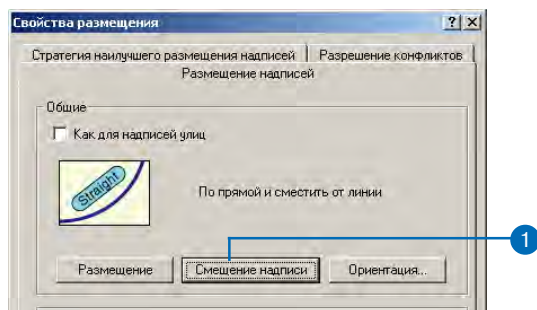 Свойства размещения
Стратегия наилучшего размещения надписей
Разрешение конфликтов
Размещение надписей
Общие
Как для надписей улиц
Straight
По прямой и сместить от линии
Размещение
Смещение надписи
Ориентация...
1